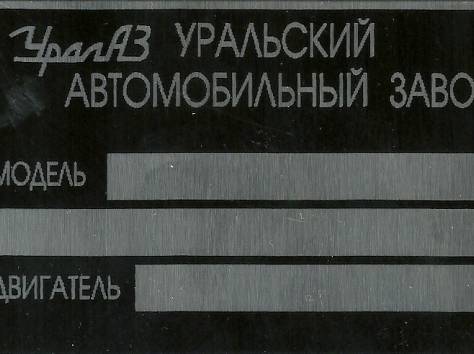 УралАЗ УРАЛЬСКИЙ
АВТОМОБИЛЬНЫЙ ЗАВО
МОДЕЛЬ
ДВИГАТЕЛЬ